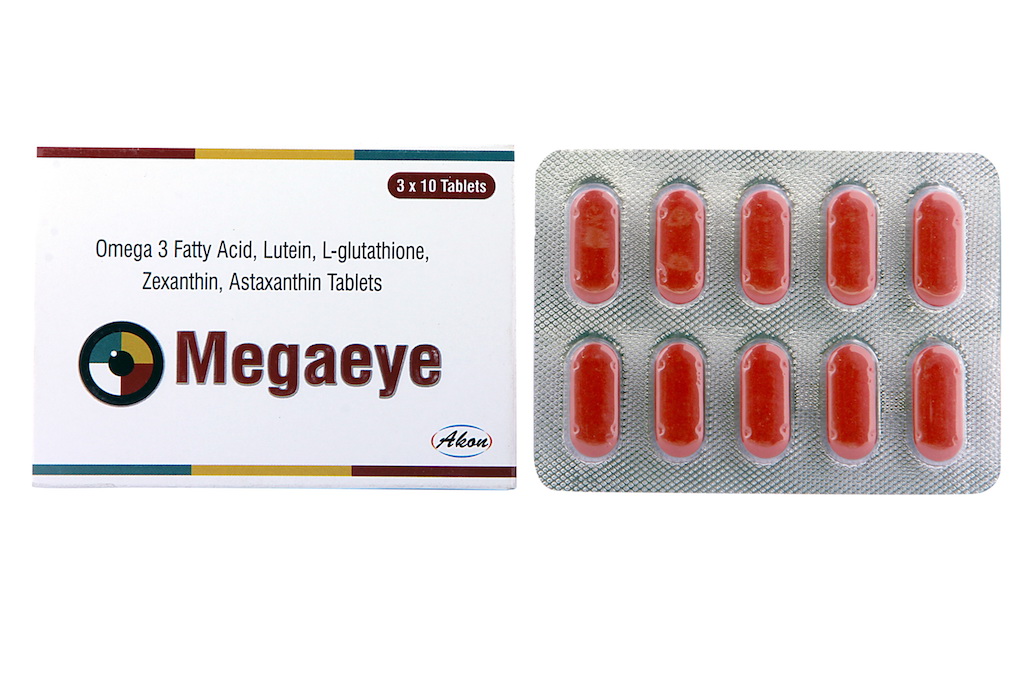 3 x 10 Tablets
Omega 3 Fatty Acid, Lutein, L-glutathione,
Zexanthin, Astaxanthin Tablets
Megaeye
Akon